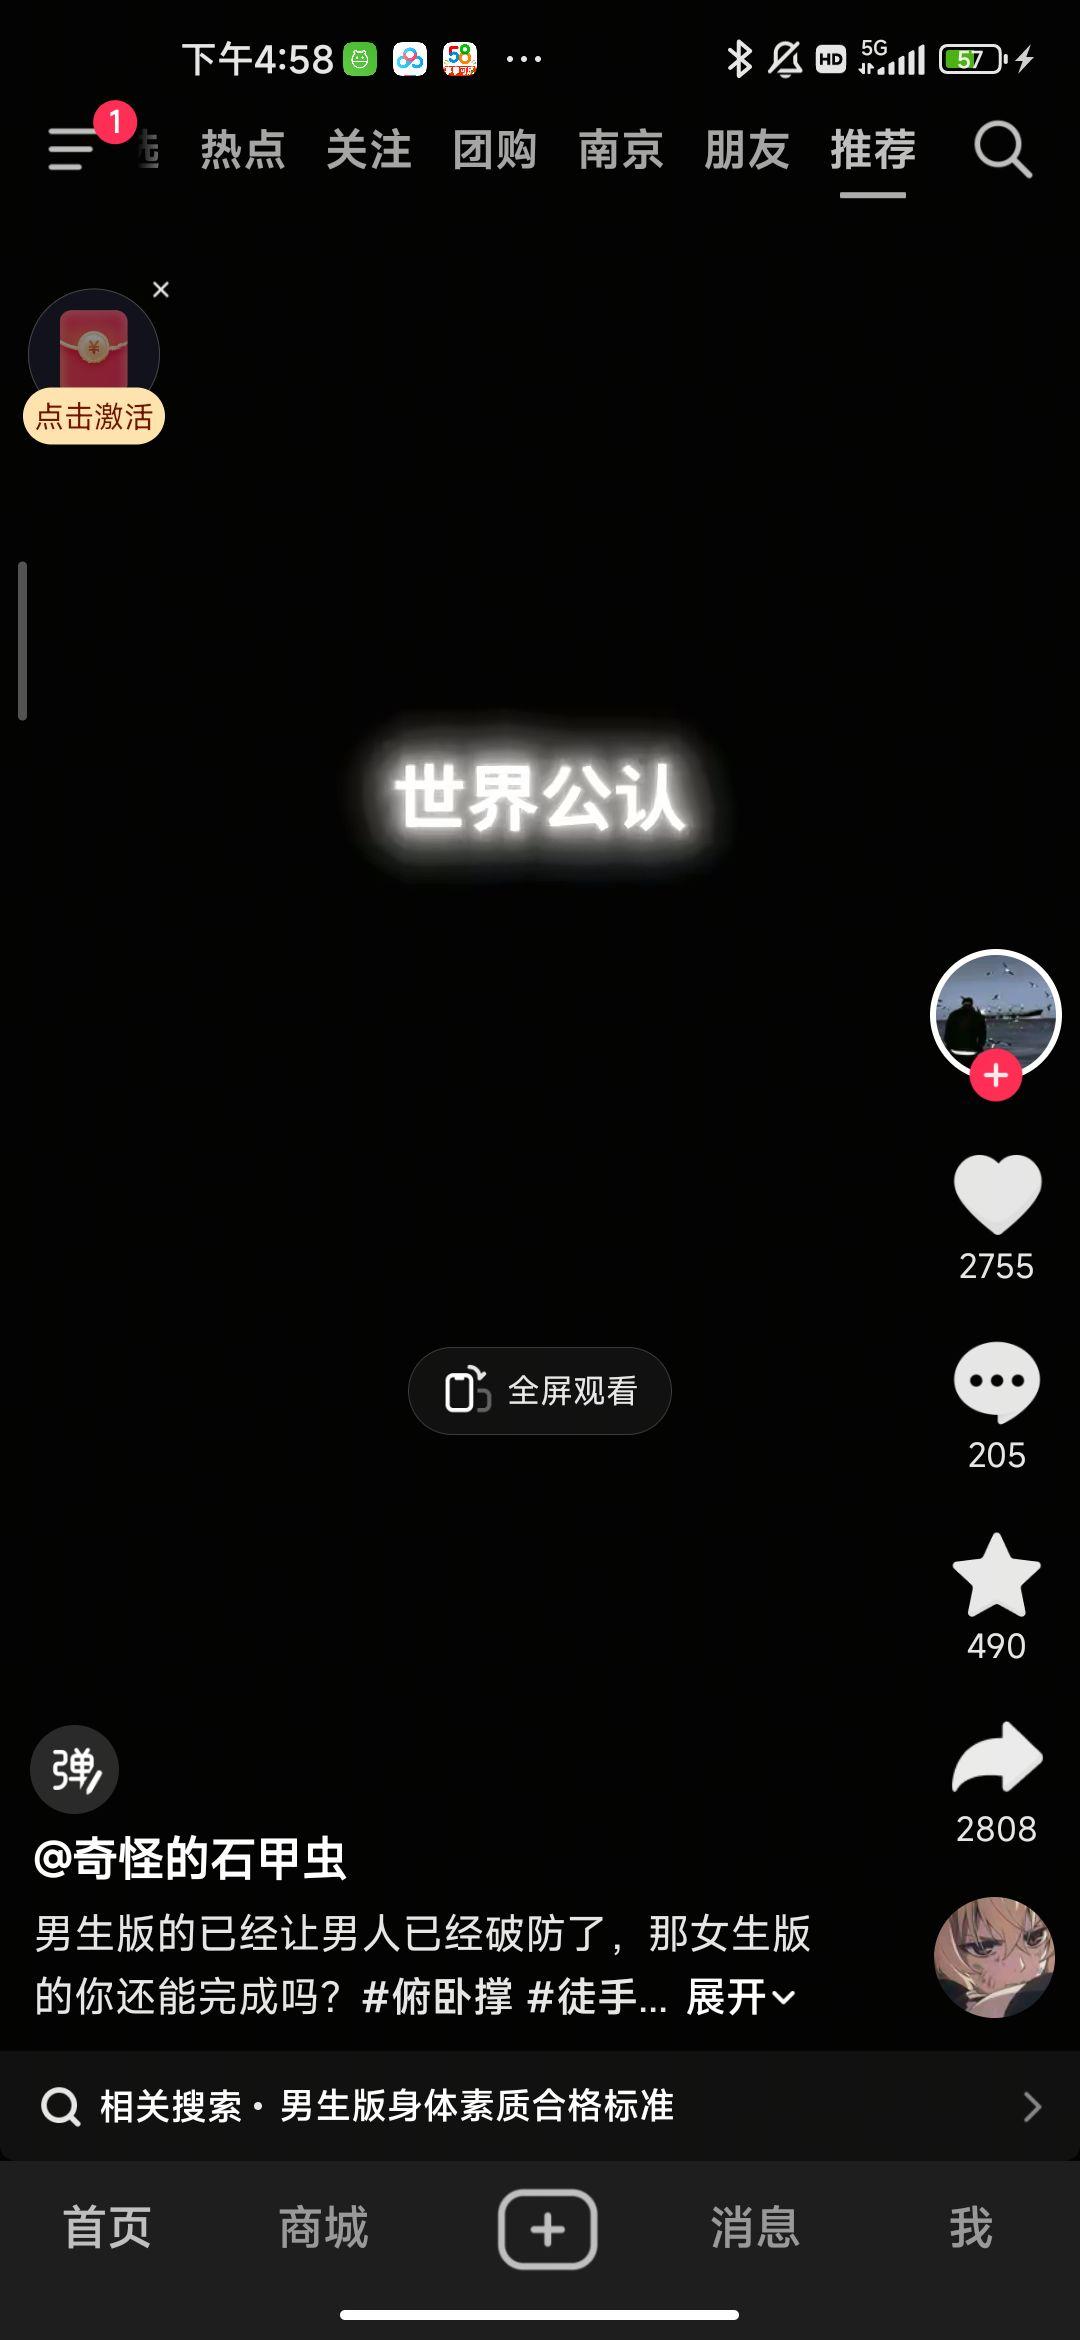 下午4:58
58
HD
5G
57
1
热点 关注 团购 南京 朋友 推荐
点击激活
世界公认
2755
全屏观看
205
490
2808
弹
@奇怪的石甲虫
男生版的已经让男人已经破防了，那女生版
的你还能完成吗？#俯卧撑 #徒手... 展开
相关搜索·男生版身体素质合格标准
首页 商城 消息 我